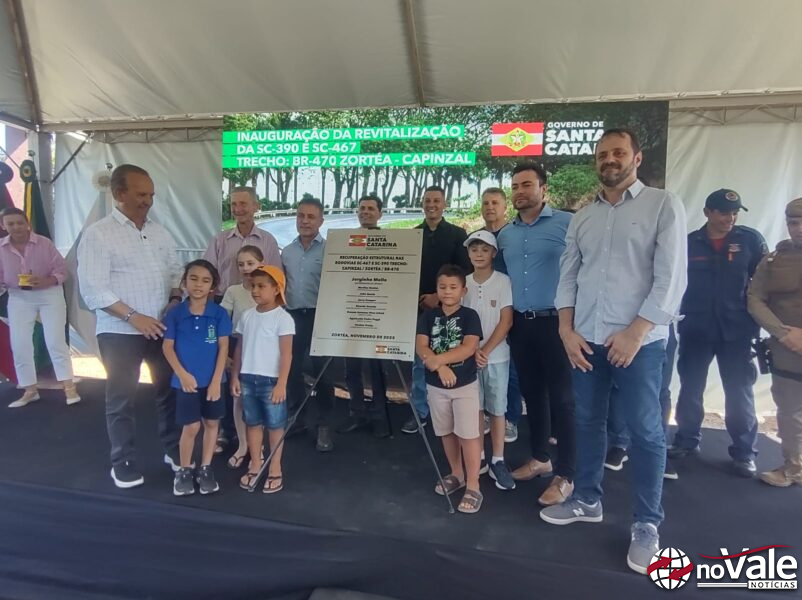 INAUGURAÇÃO DA REVITALIZAÇÃO
DA SC-390 E SC-467
TRECHO: BR-470 ZORTÉA - CAPINZAL
GOVERNO DE
SANTA
CATARIN
SANTA
CATARINA
RECUPERAÇÃO ESTRUTURAL NAS
RODOVIAS SC-467 E SC-390 TRECHO:
CAPINZAL / ZORTÉA / BR-470
Jorginho Mello
ZORTÉA, NOVEMBRO DE 2023
SANTA
CATARINA
noVale
NOTÍCIAS